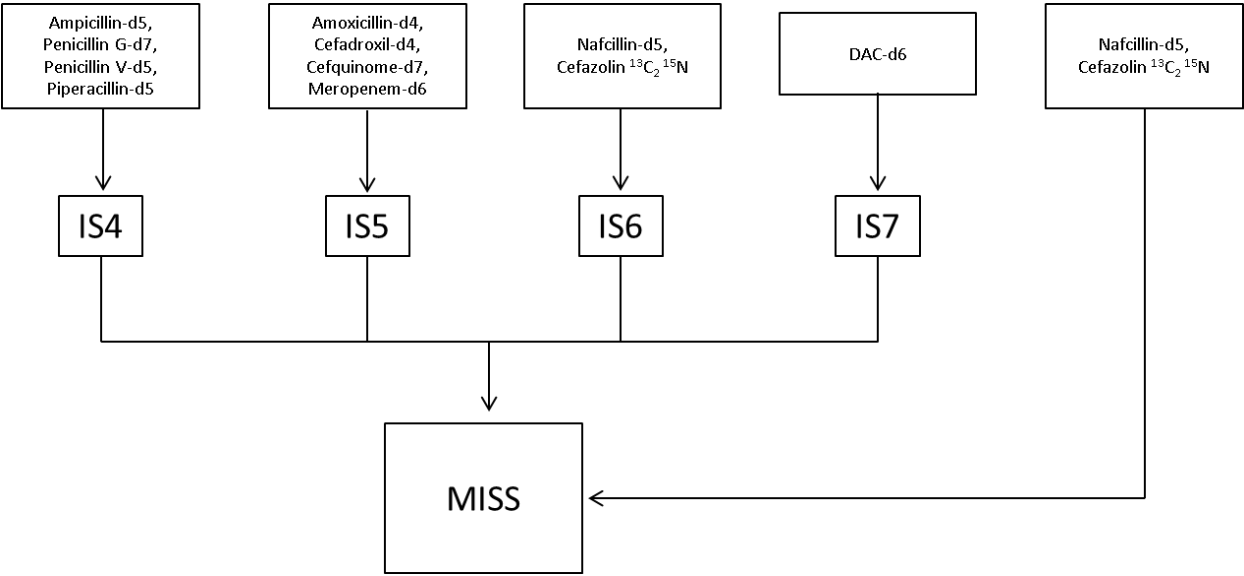 Ampicillin-d5,
Penicillin G-d7,
Penicillin V-d5,
Piperacillin-d5
Amoxicillin-d4,
Cefadroxil-d4,
Cefquinome-d7,
Meropenem-d6
Nafcillin-d5,
Cefazolin ¹³C₂ ¹⁵N
DAC-d6
Nafcillin-d5,
Cefazolin ¹³C₂ ¹⁵N
IS4
IS5
IS6
IS7
MISS